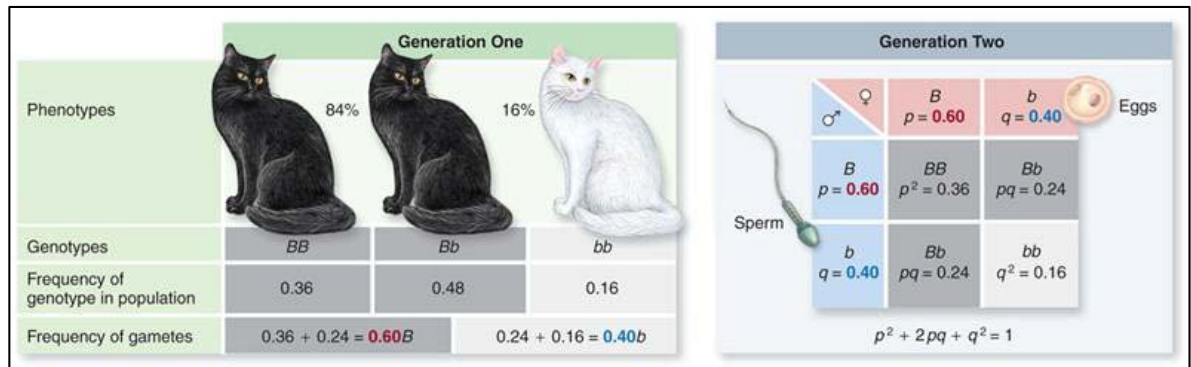 Generation One
Phenotypes
84%
16%
Genotypes
BB
Bb
bb
Frequency of
genotype in population
0.36
0.48
0.16
Frequency of gametes
0.36 + 0.24 = 0.60B
0.24 + 0.16 = 0.40b
Generation Two
♀
♂
B
p = 0.60
b
q = 0.40
Eggs
B
p = 0.60
BB
p² = 0.36
Bb
pq = 0.24
Sperm
b
q = 0.40
Bb
pq = 0.24
bb
q² = 0.16
p² + 2pq + q² = 1